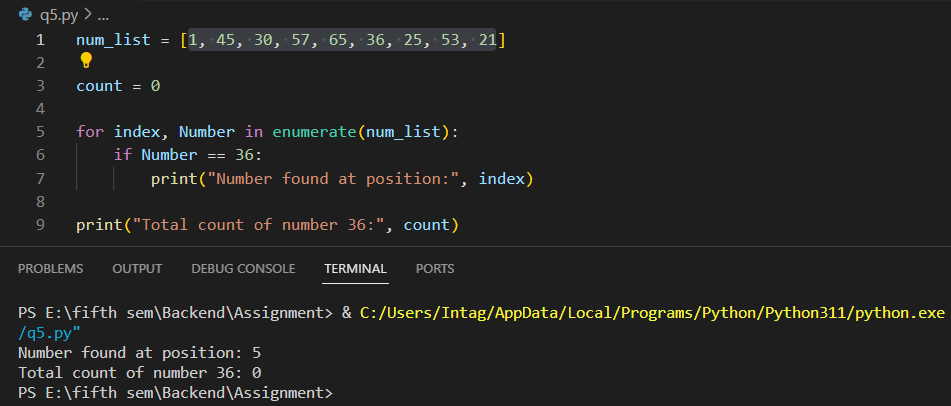 q5.py > ...
1 num_list = [1, 45, 30, 57, 65, 36, 25, 53, 21]
2
3 count = 0
4
5 for index, Number in enumerate(num_list):
6     if Number == 36:
7         print("Number found at position:", index)
8
9 print("Total count of number 36:", count)
PROBLEMS OUTPUT DEBUG CONSOLE TERMINAL PORTS
PS E:\fifth sem\Backend\Assignment> & C:/Users/Intag/AppData/Local/Programs/Python/Python311/python.exe
/q5.py"
Number found at position: 5
Total count of number 36: 0
PS E:\fifth sem\Backend\Assignment>